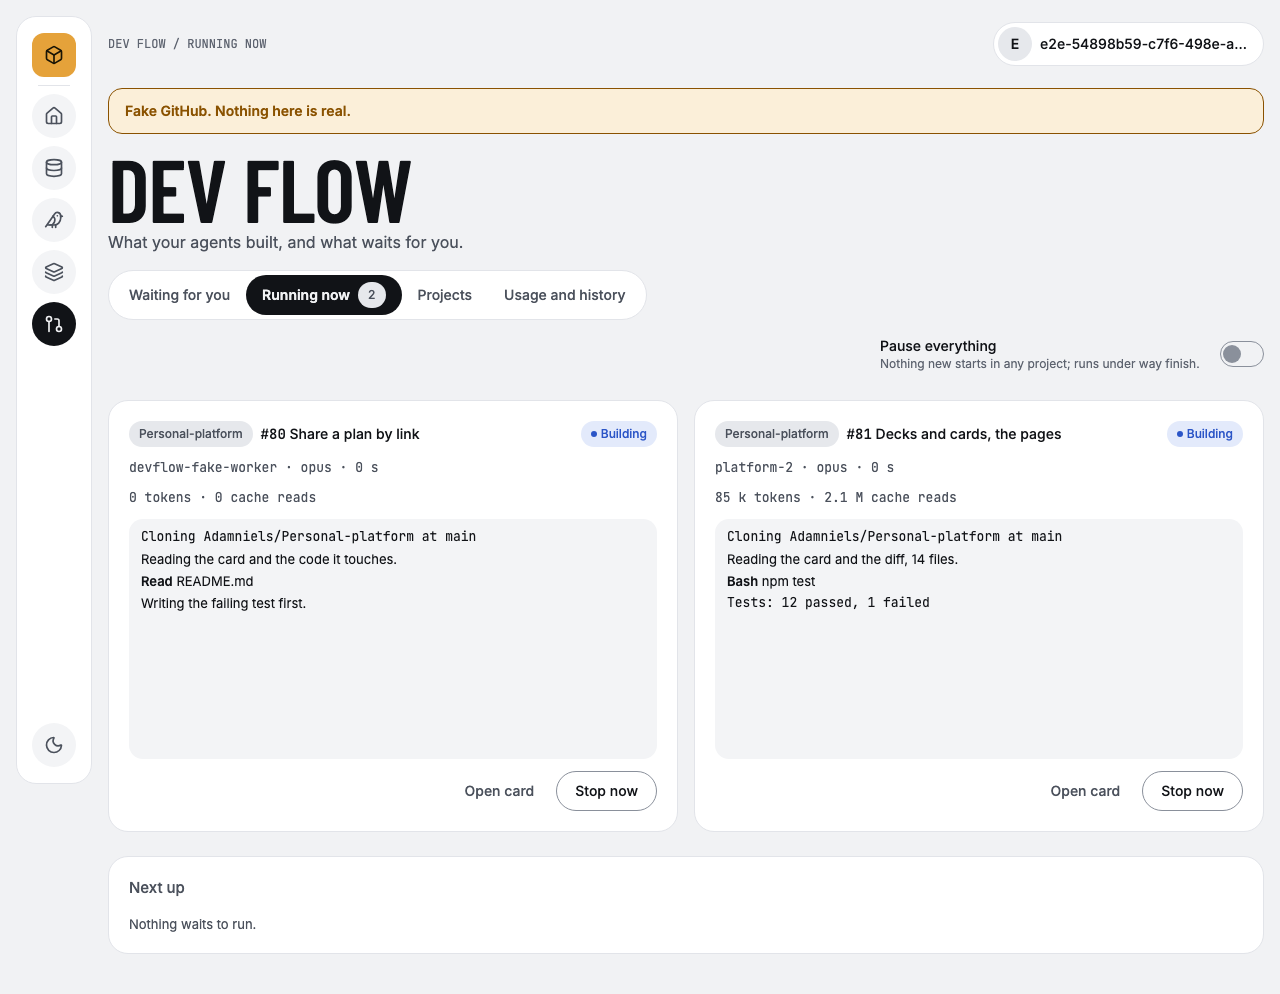 DEV FLOW / RUNNING NOW
E e2e-54898b59-c7f6-498e-a...
Fake GitHub. Nothing here is real.
DEV FLOW
What your agents built, and what waits for you.
Waiting for you Running now 2 Projects Usage and history
Pause everything
Nothing new starts in any project; runs under way finish.
Personal-platform #80 Share a plan by link Building
devflow-fake-worker · opus · 0 s
0 tokens · 0 cache reads
Cloning Adamniels/Personal-platform at main
Reading the card and the code it touches.
Read README.md
Writing the failing test first.
Open card Stop now
Personal-platform #81 Decks and cards, the pages Building
platform-2 · opus · 0 s
85 k tokens · 2.1 M cache reads
Cloning Adamniels/Personal-platform at main
Reading the card and the diff, 14 files.
Bash npm test
Tests: 12 passed, 1 failed
Open card Stop now
Next up
Nothing waits to run.